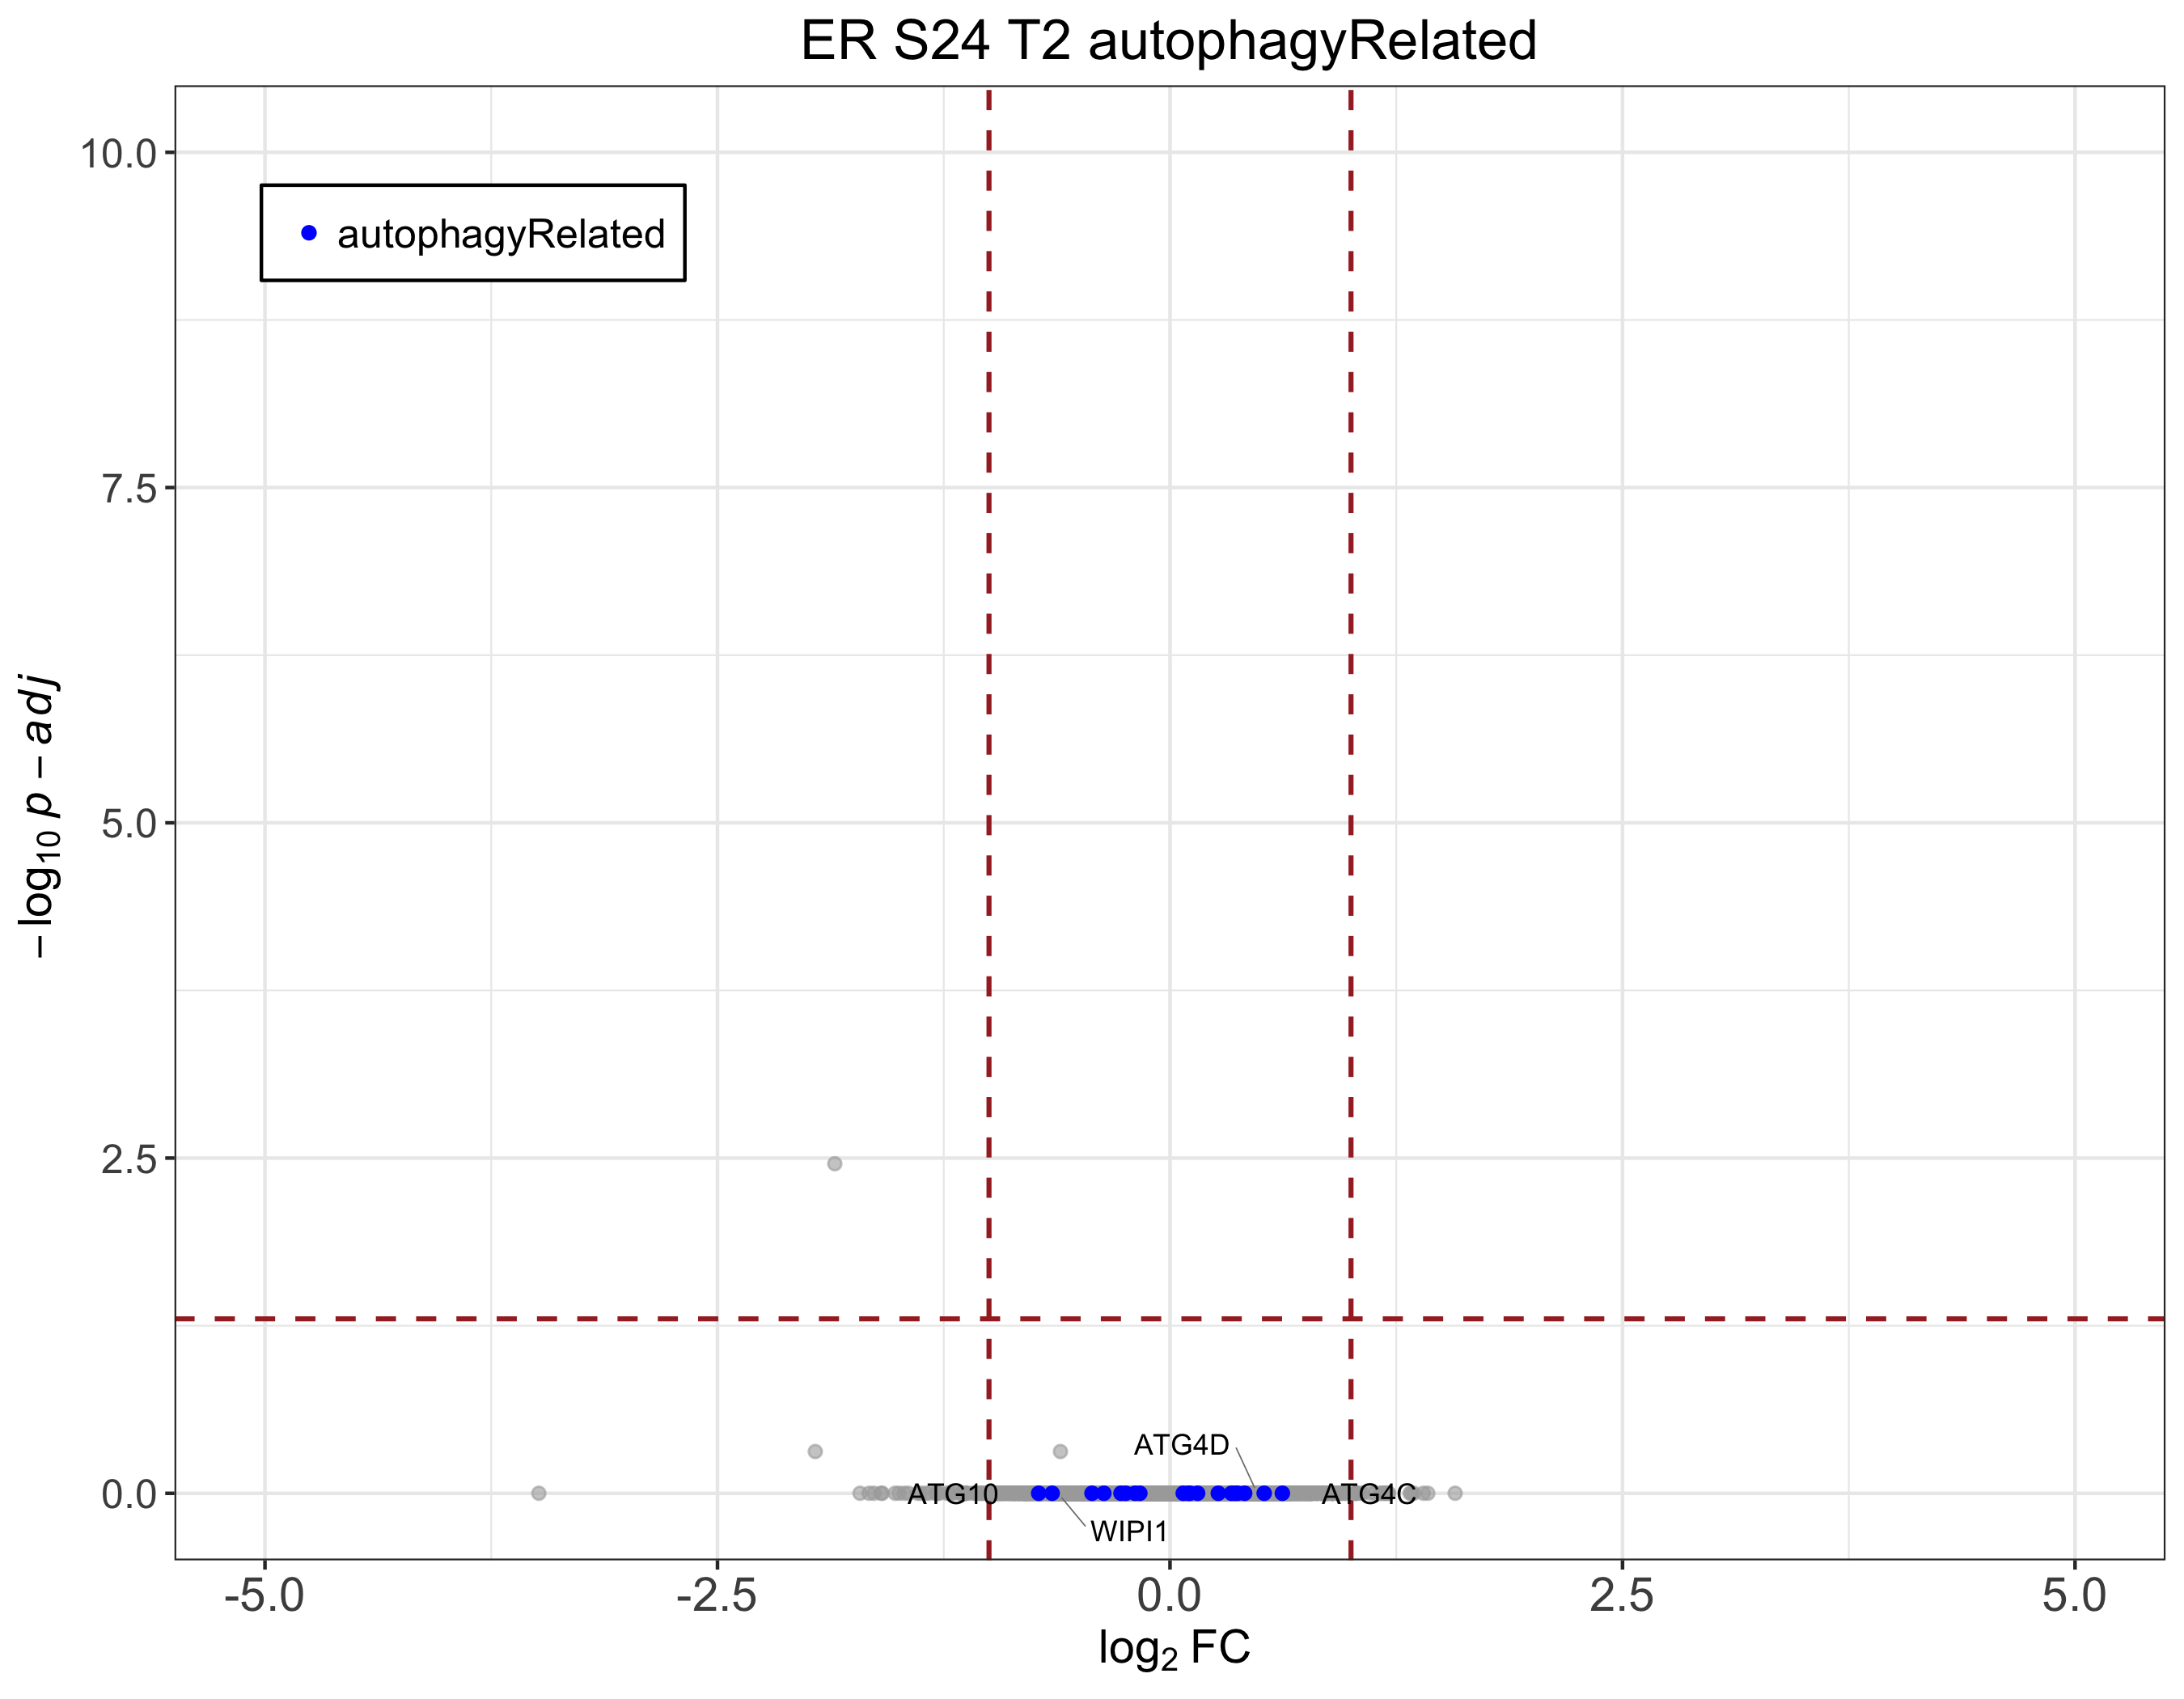 ER S24 T2 autophagyRelated
10.0
autophagyRelated
7.5
5.0
2.5
0.0
−log10 p − adj
ATG4D
ATG10
ATG4C
WIPI1
-5.0
-2.5
0.0
2.5
5.0
log2 FC